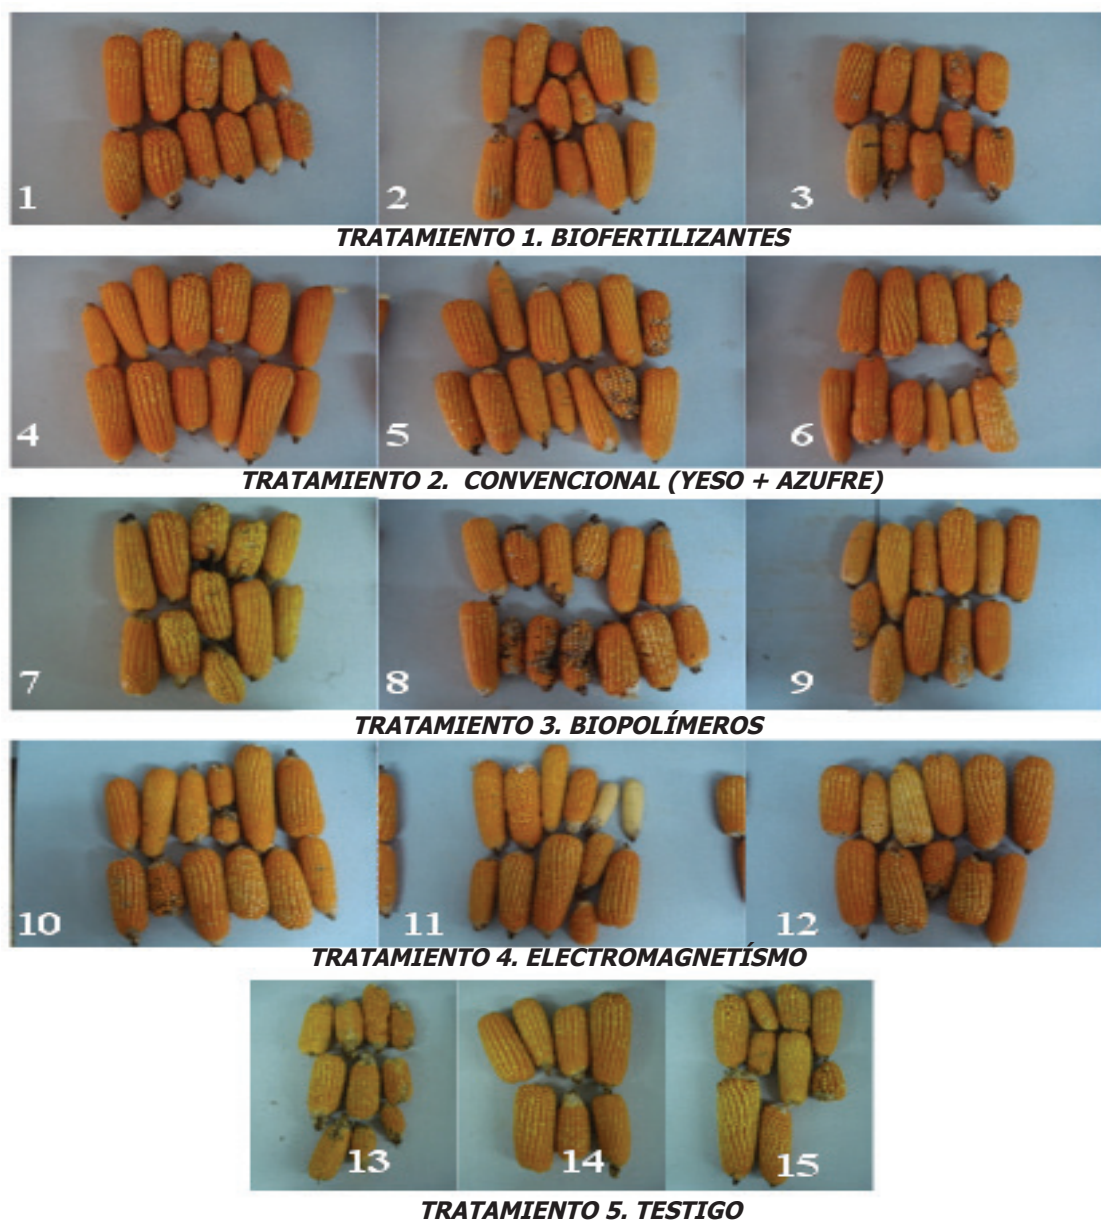 1 2 3
TRATAMIENTO 1. BIOFERTILIZANTES
4 5 6
TRATAMIENTO 2. CONVENCIONAL (YESO + AZUFRE)
7 8 9
TRATAMIENTO 3. BIOPOLÍMEROS
10 11 12
TRATAMIENTO 4. ELECTROMAGNETÍSMO
13 14 15
TRATAMIENTO 5. TESTIGO